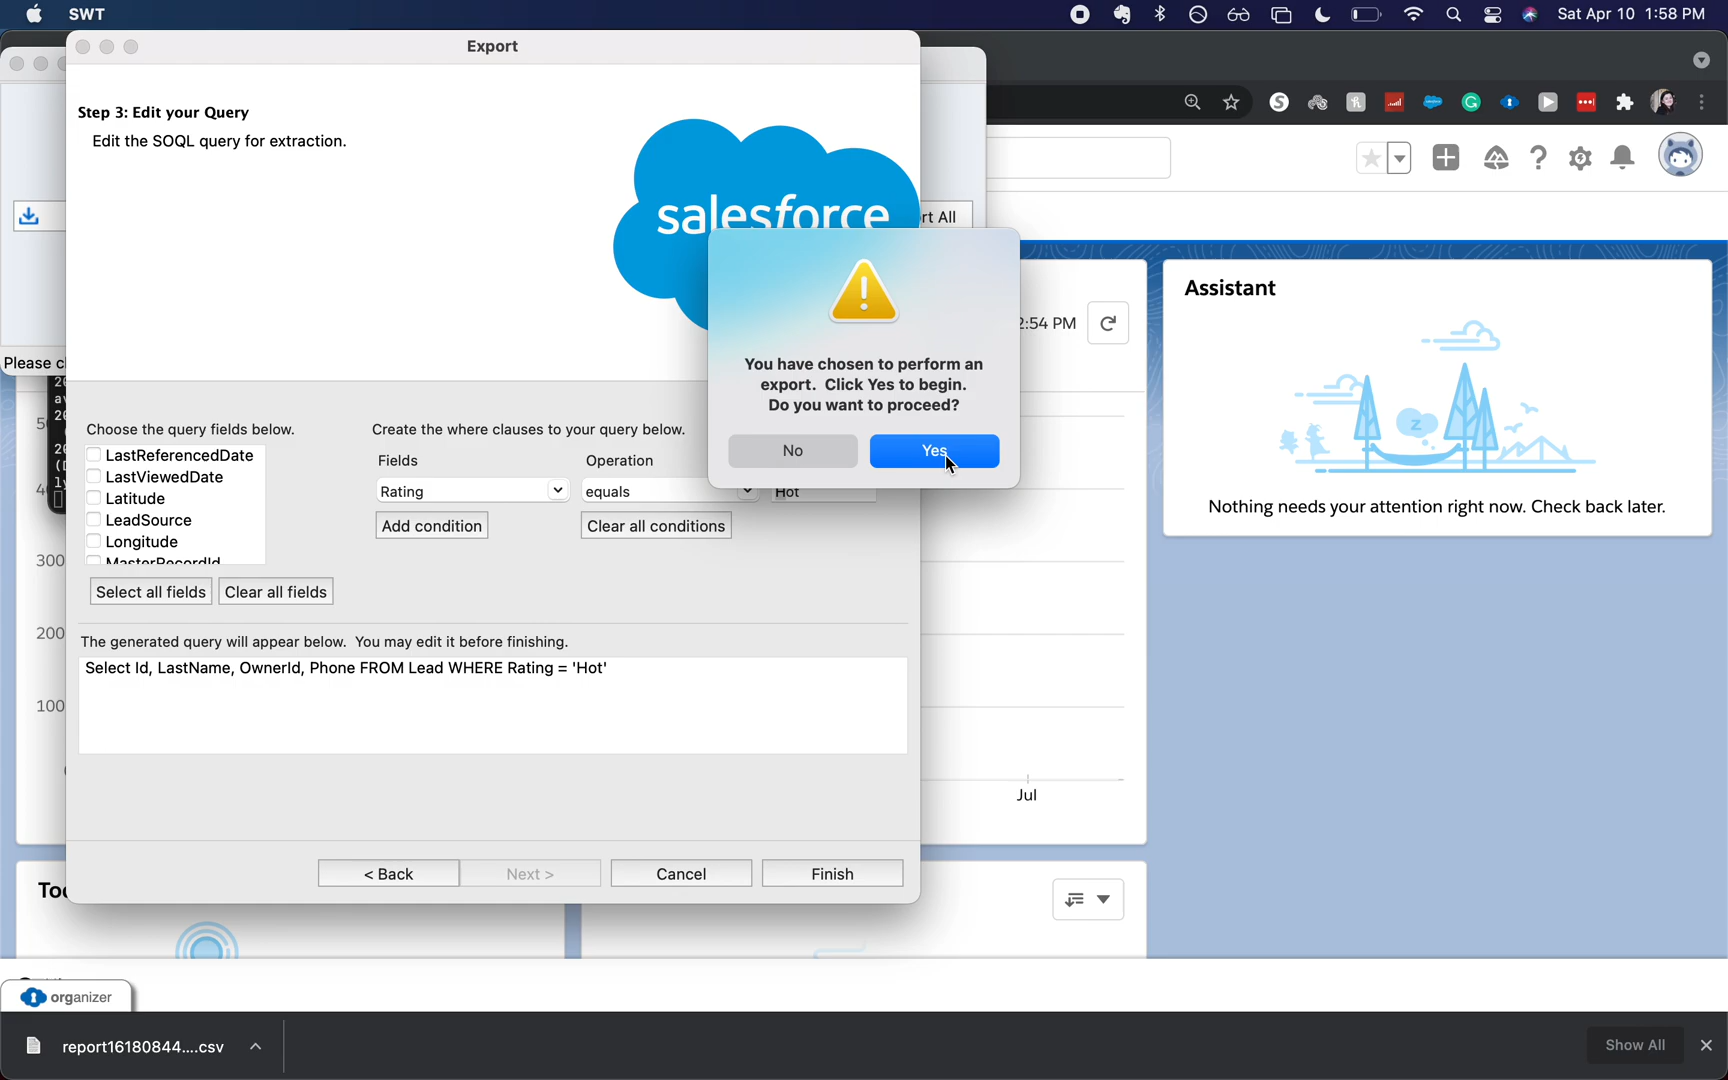 SWT
Sat Apr 10 1:58 PM
Export
Step 3: Edit your Query
Edit the SOQL query for extraction.
salesforce
rt All
You have chosen to perform an
export. Click Yes to begin.
Do you want to proceed?
No
Yes
2:54 PM
Assistant
Nothing needs your attention right now. Check back later.
Please cl
Choose the query fields below.
Create the where clauses to your query below.
LastReferencedDate
LastViewedDate
Latitude
LeadSource
Longitude
MasterRecordId
Fields
Operation
Rating
equals
Hot
Add condition
Clear all conditions
Select all fields
Clear all fields
300
200
100
The generated query will appear below. You may edit it before finishing.
Select Id, LastName, OwnerId, Phone FROM Lead WHERE Rating = 'Hot'
Jul
< Back
Next >
Cancel
Finish
organizer
report16180844....csv
Show All